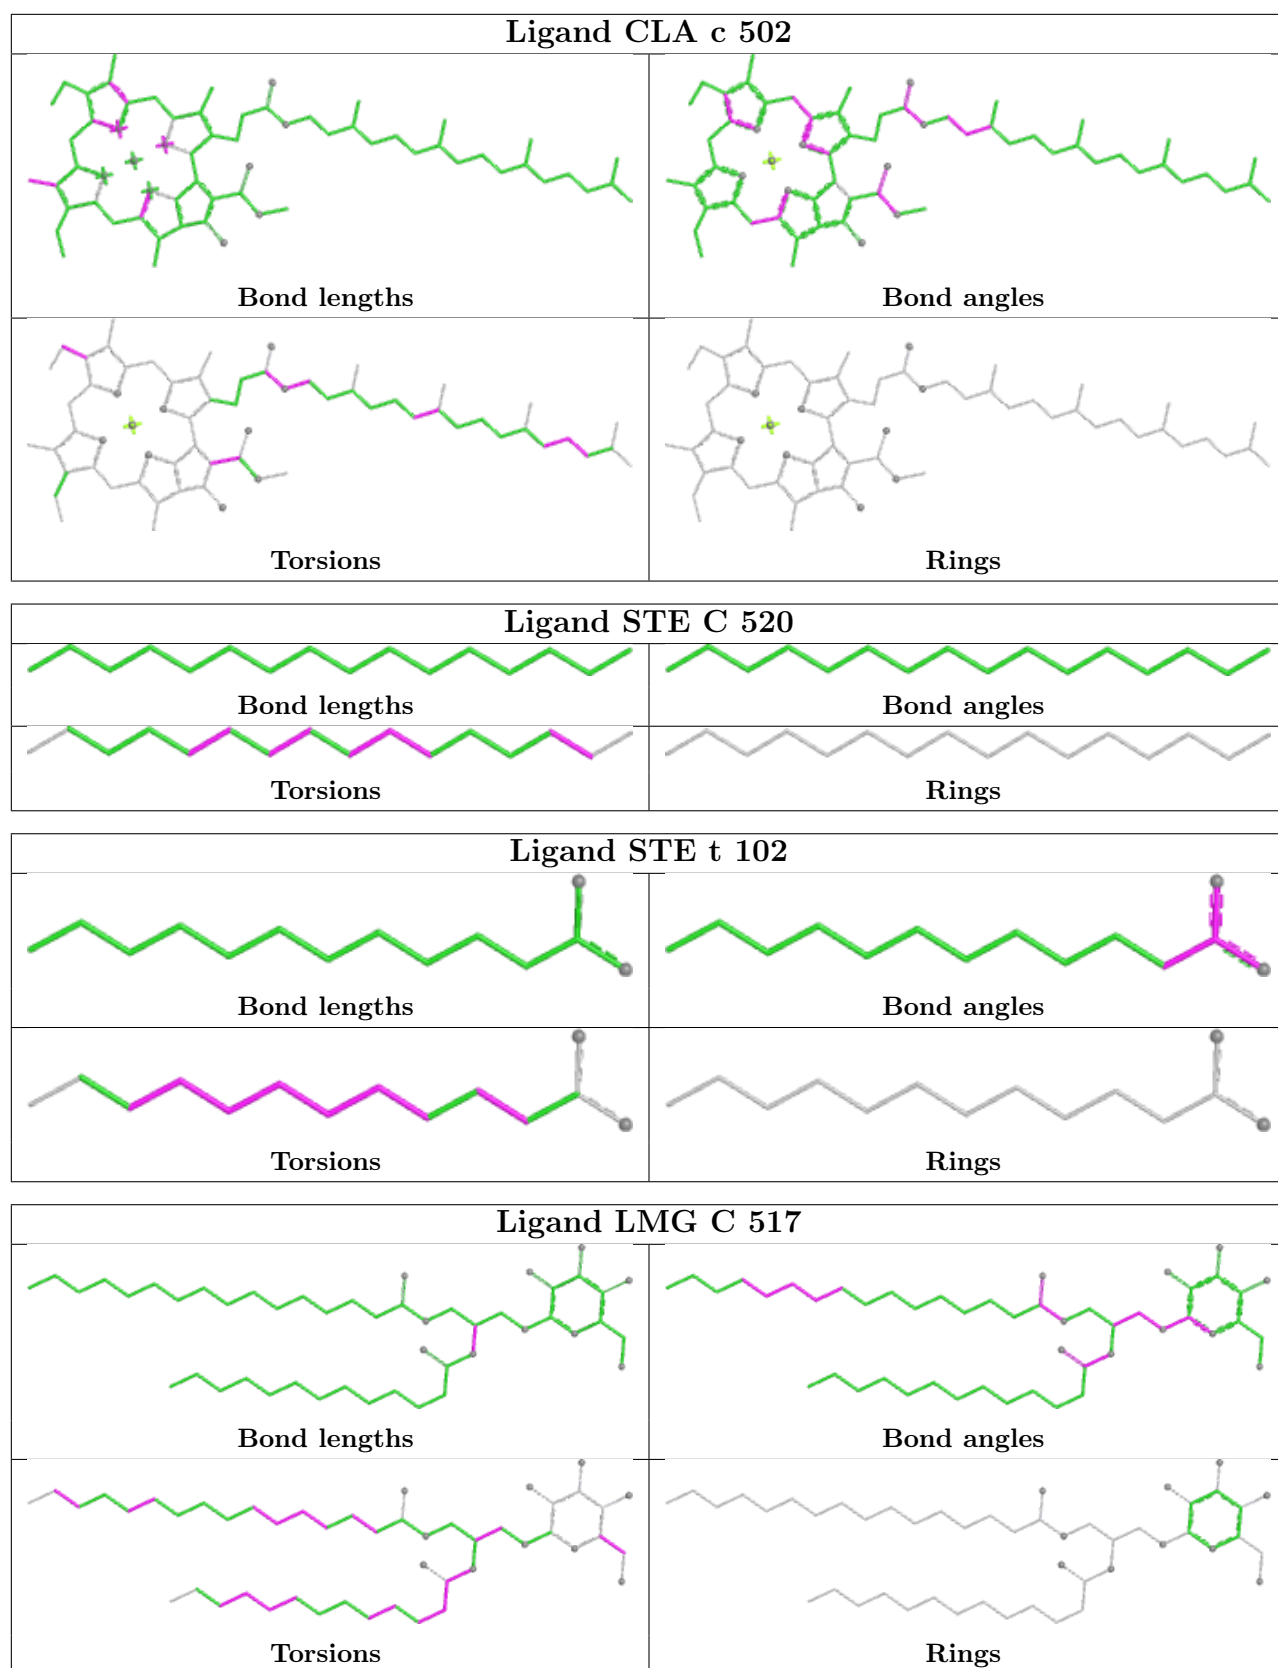 Ligand CLA c 502
Bond lengths
Bond angles
Torsions
Rings
Ligand STE C 520
Bond lengths
Bond angles
Torsions
Rings
Ligand STE t 102
Bond lengths
Bond angles
Torsions
Rings
Ligand LMG C 517
Bond lengths
Bond angles
Torsions
Rings